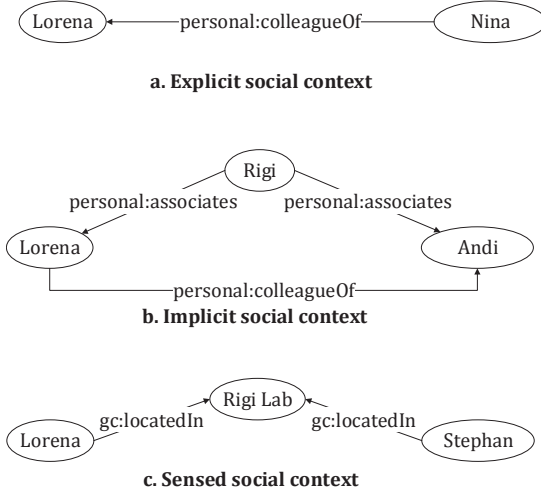 Lorena personal:colleagueOf Nina
a. Explicit social context
Rigi
personal:associates personal:associates
Lorena Andi
personal:colleagueOf
b. Implicit social context
Rigi Lab
gc:locatedIn gc:locatedIn
Lorena Stephan
c. Sensed social context